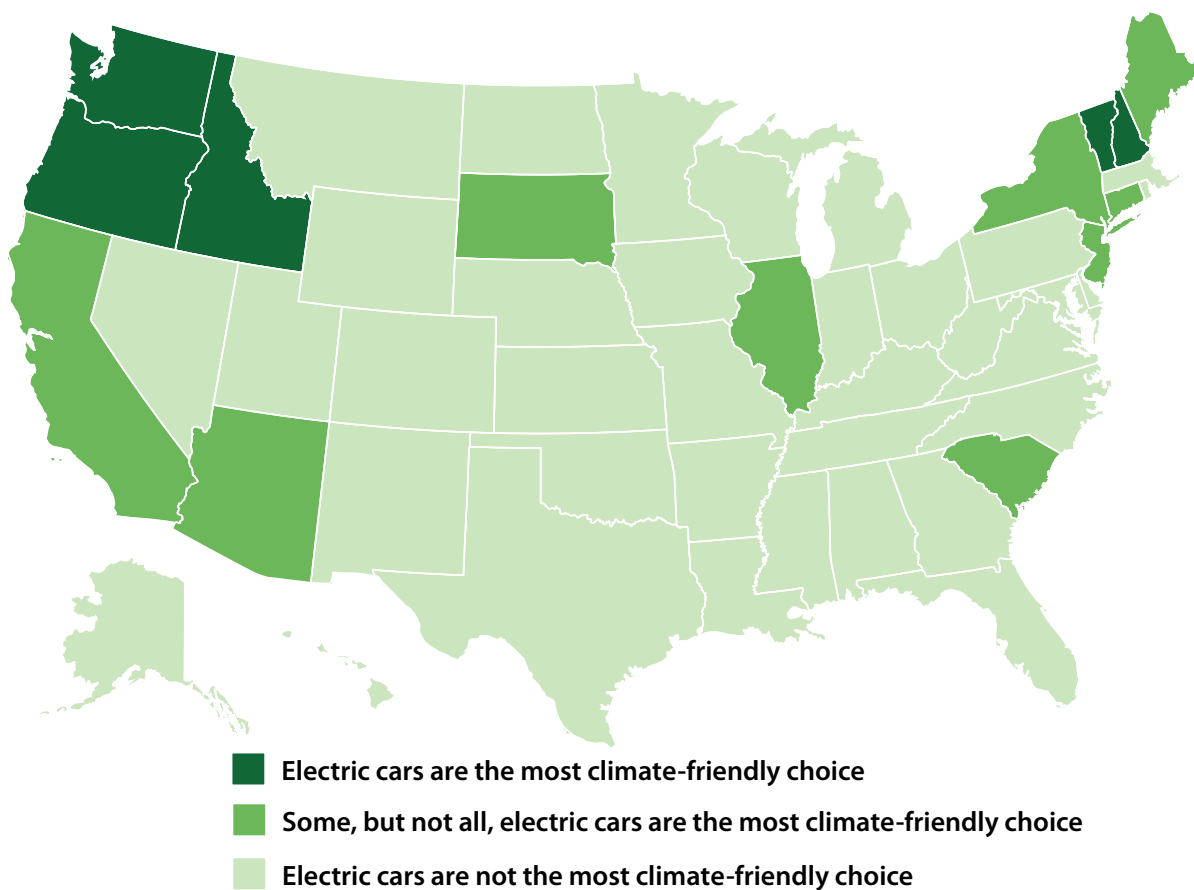 Electric cars are the most climate-friendly choice
Some, but not all, electric cars are the most climate-friendly choice
Electric cars are not the most climate-friendly choice